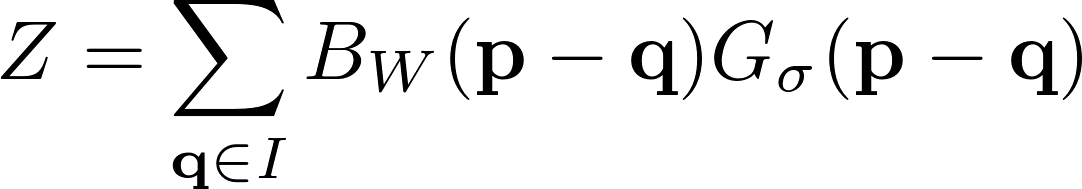 Z = \sum_{\mathbf{q} \in I} B_W(\mathbf{p} - \mathbf{q}) G_\sigma(\mathbf{p} - \mathbf{q})